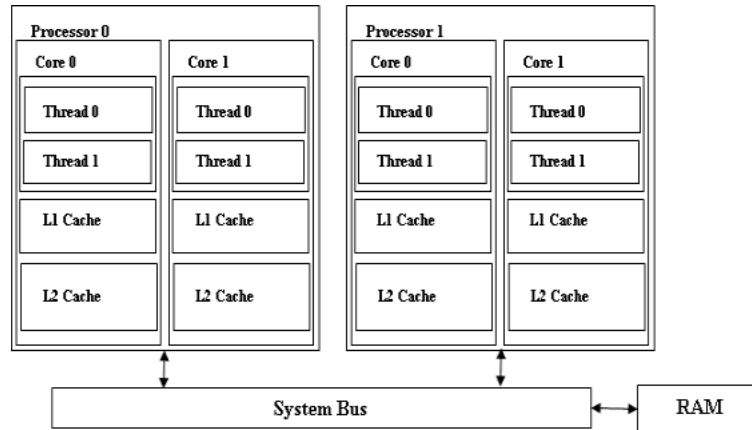 Processor 0
Core 0
Thread 0
Thread 1
L1 Cache
L2 Cache
Core 1
Thread 0
Thread 1
L1 Cache
L2 Cache
Processor 1
Core 0
Thread 0
Thread 1
L1 Cache
L2 Cache
Core 1
Thread 0
Thread 1
L1 Cache
L2 Cache
System Bus
RAM